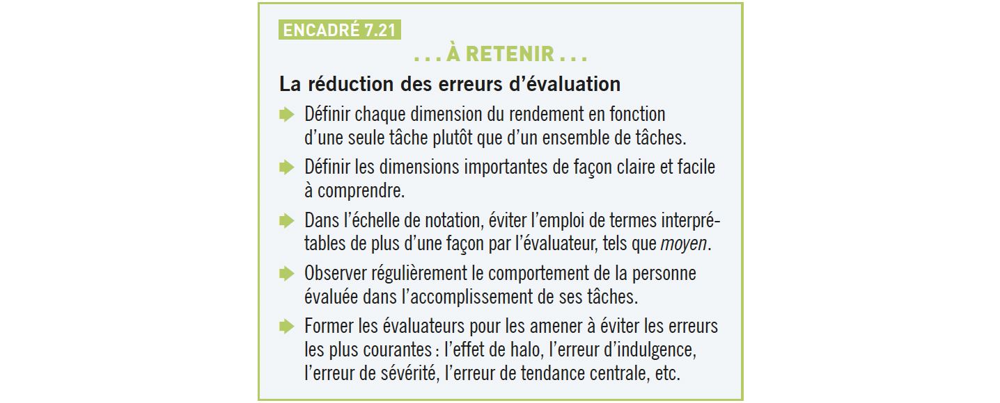 ENCADRÉ 7.21
...À RETENIR...
La réduction des erreurs d’évaluation
Définir chaque dimension du rendement en fonction
d’une seule tâche plutôt que d’un ensemble de tâches.
Définir les dimensions importantes de façon claire et facile
à comprendre.
Dans l’échelle de notation, éviter l’emploi de termes interpré-
tables de plus d’une façon par l’évaluateur, tels que moyen.
Observer régulièrement le comportement de la personne
évaluée dans l’accomplissement de ses tâches.
Former les évaluateurs pour les amener à éviter les erreurs
les plus courantes : l’effet de halo, l’erreur d’indulgence,
l’erreur de sévérité, l’erreur de tendance centrale, etc.